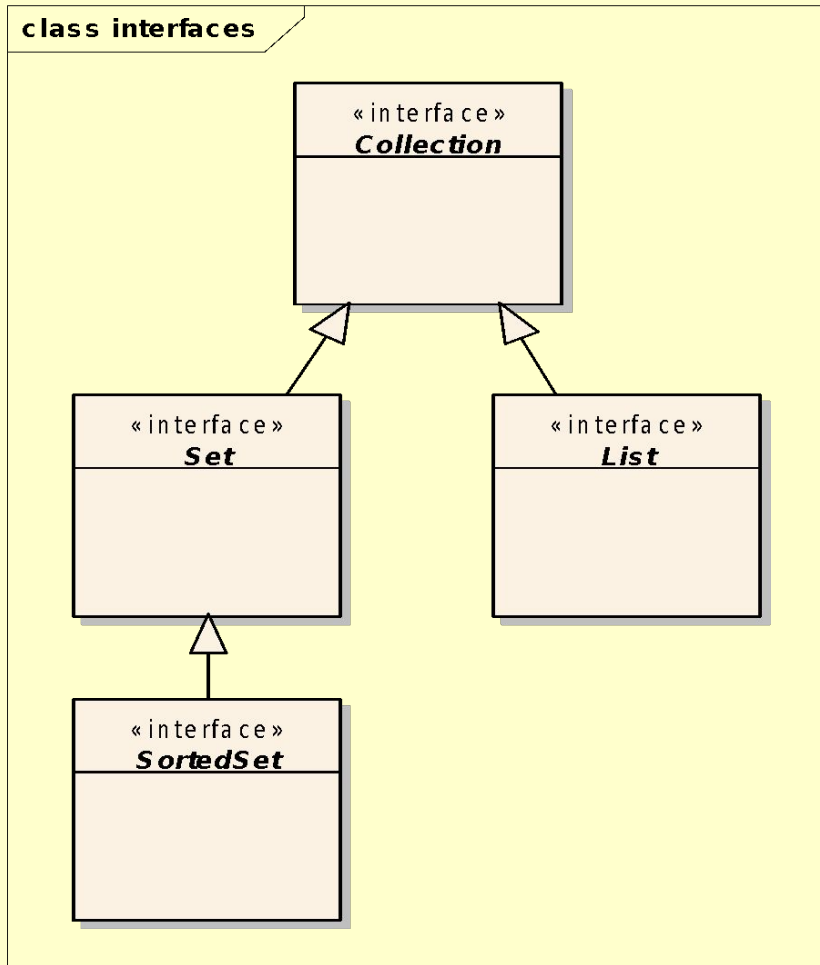 class interfaces
«interface»
Collection
«interface»
Set
«interface»
List
«interface»
SortedSet